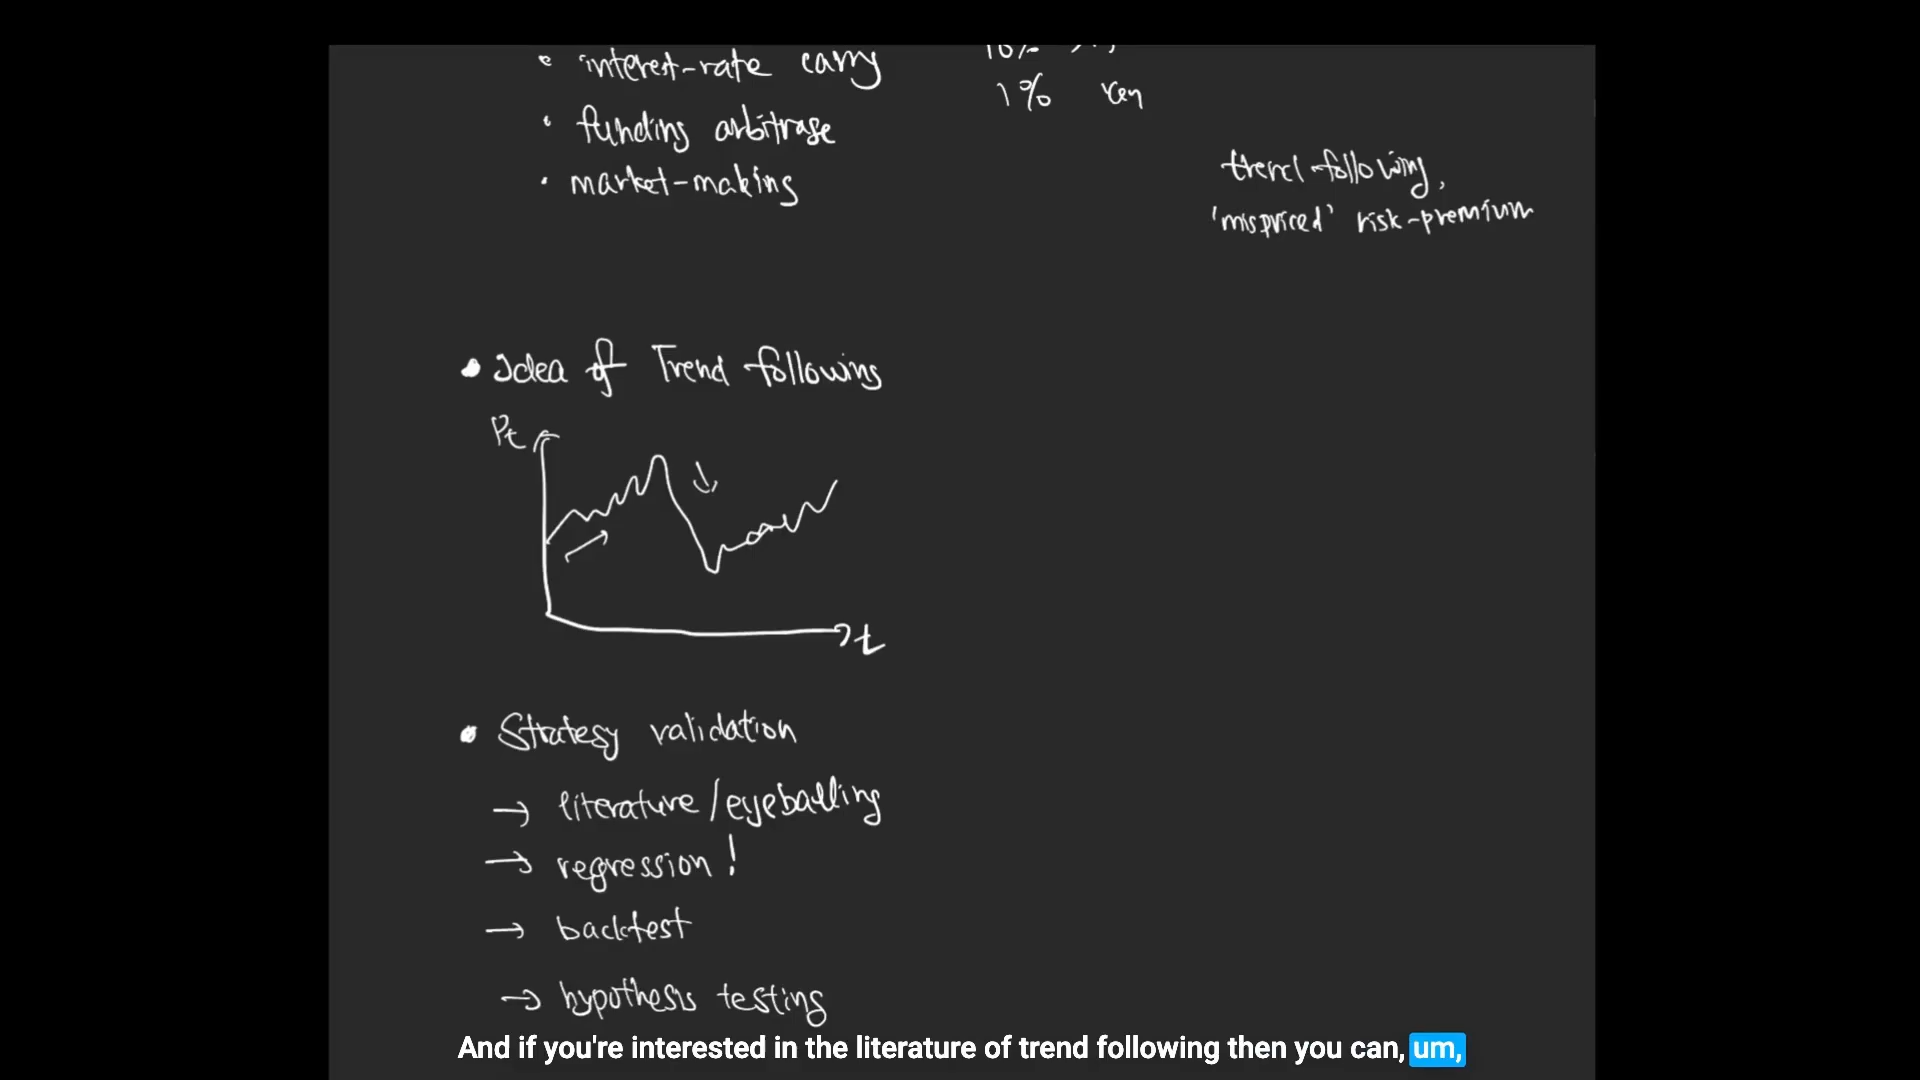 • interest-rate carry
1% Yen
• funding arbitrage
• market-making
trend-following,
'mispriced' risk-premium
• Idea of Trend following
Pt
t
• Strategy validation
→ literature/eyeballing
→ regression!
→ backtest
→ hypothesis testing
And if you're interested in the literature of trend following then you can, um,